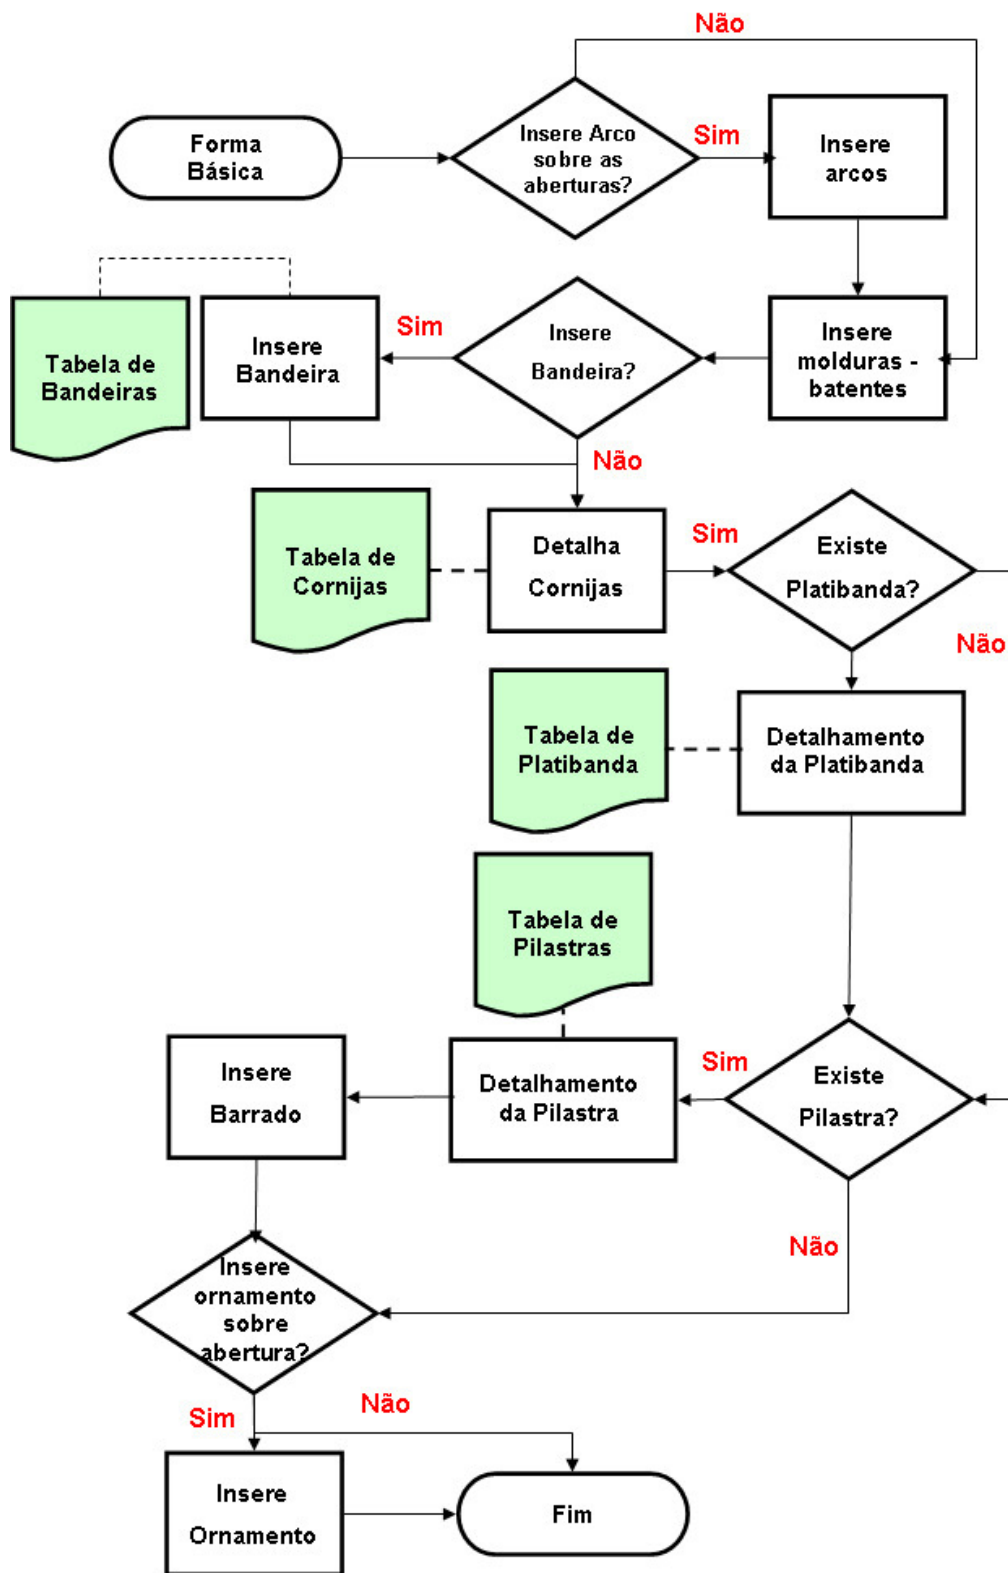 Não
Forma
Básica
Insere Arco
sobre as
aberturas?
Sim
Insere
arcos
Tabela de
Bandeiras
Insere
Bandeira
Sim
Insere
Bandeira?
Insere
molduras -
batentes
Não
Tabela de
Cornijas
Detalha
Cornijas
Sim
Existe
Platibanda?
Não
Tabela de
Platibanda
Detalhamento
da Platibanda
Tabela de
Pilastras
Insere
Barrado
Detalhamento
da Pilastra
Sim
Existe
Pilastra?
Não
Insere
ornamento
sobre
abertura?
Sim
Não
Insere
Ornamento
Fim